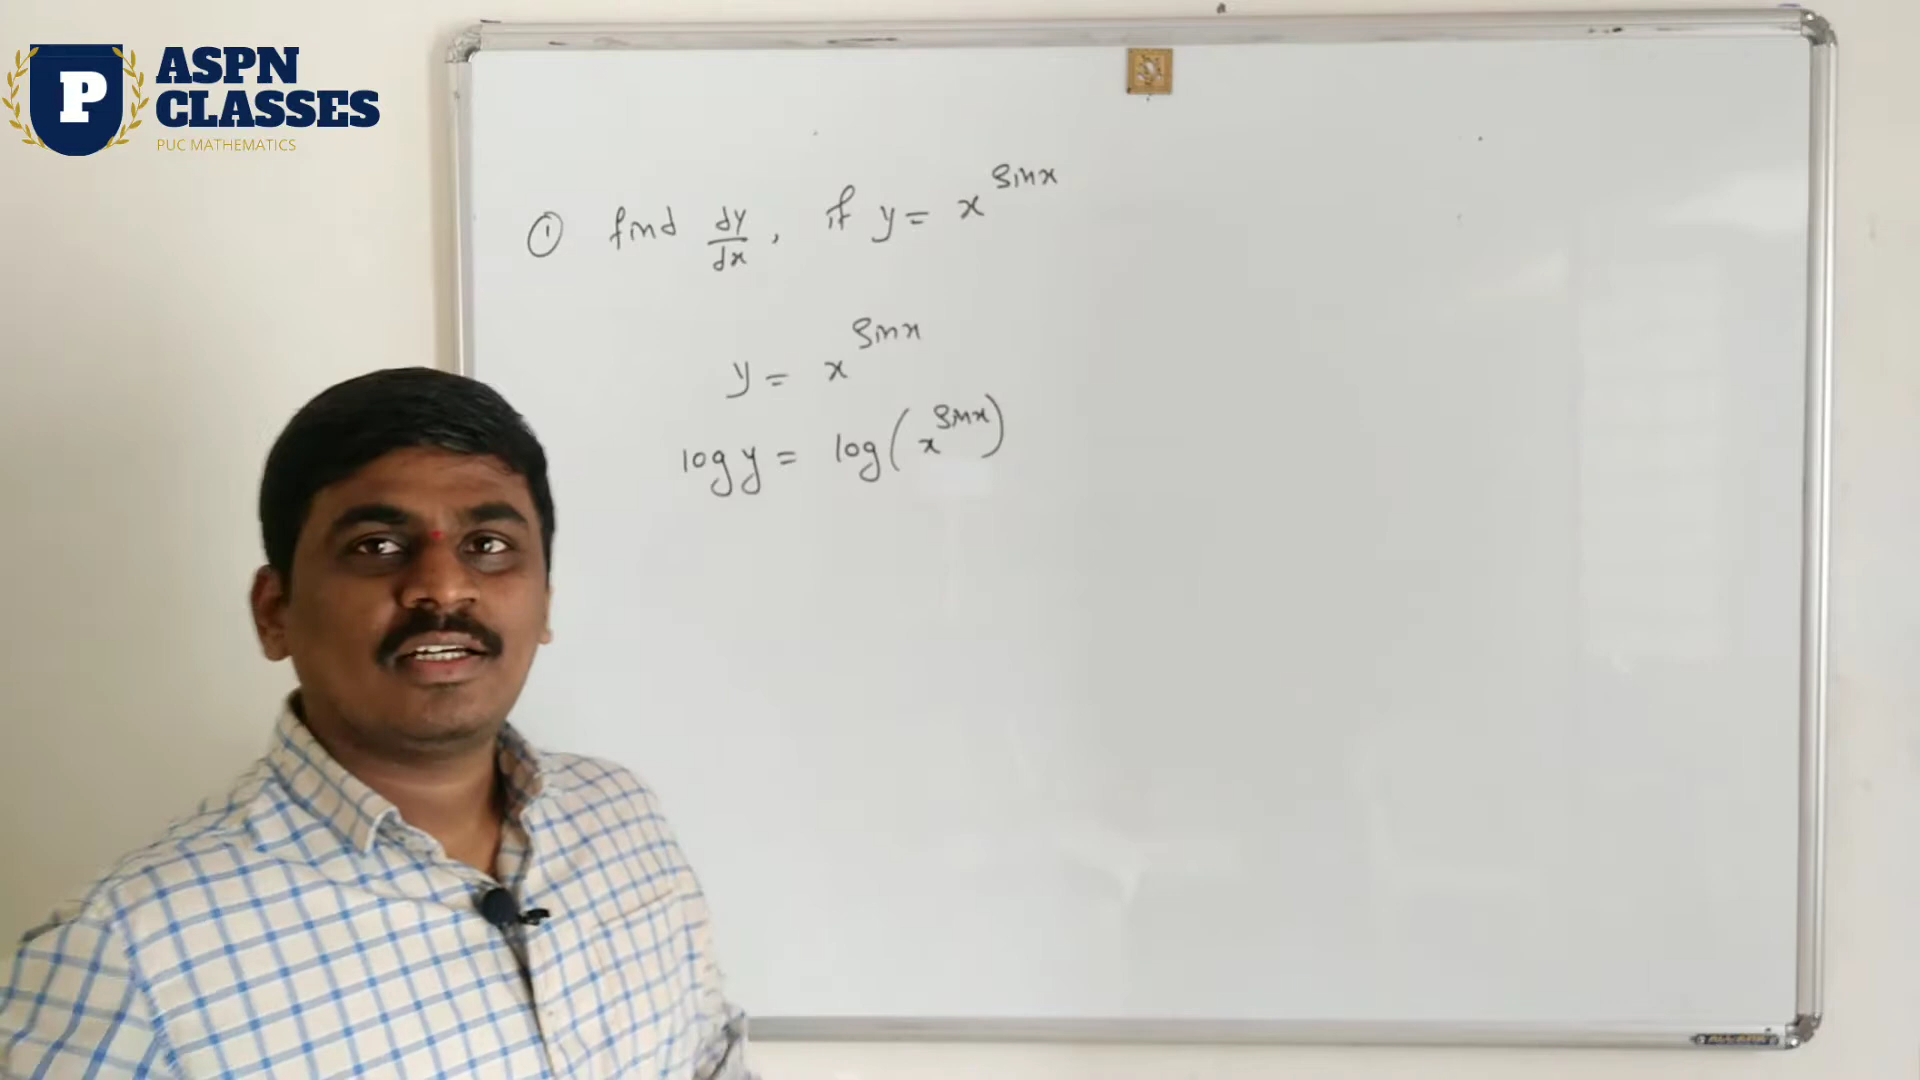 P
ASPN
CLASSES
PUC MATHEMATICS
① find dy/dx, if y = x^sinx
y = x^sinx
log y = log(x^sinx)